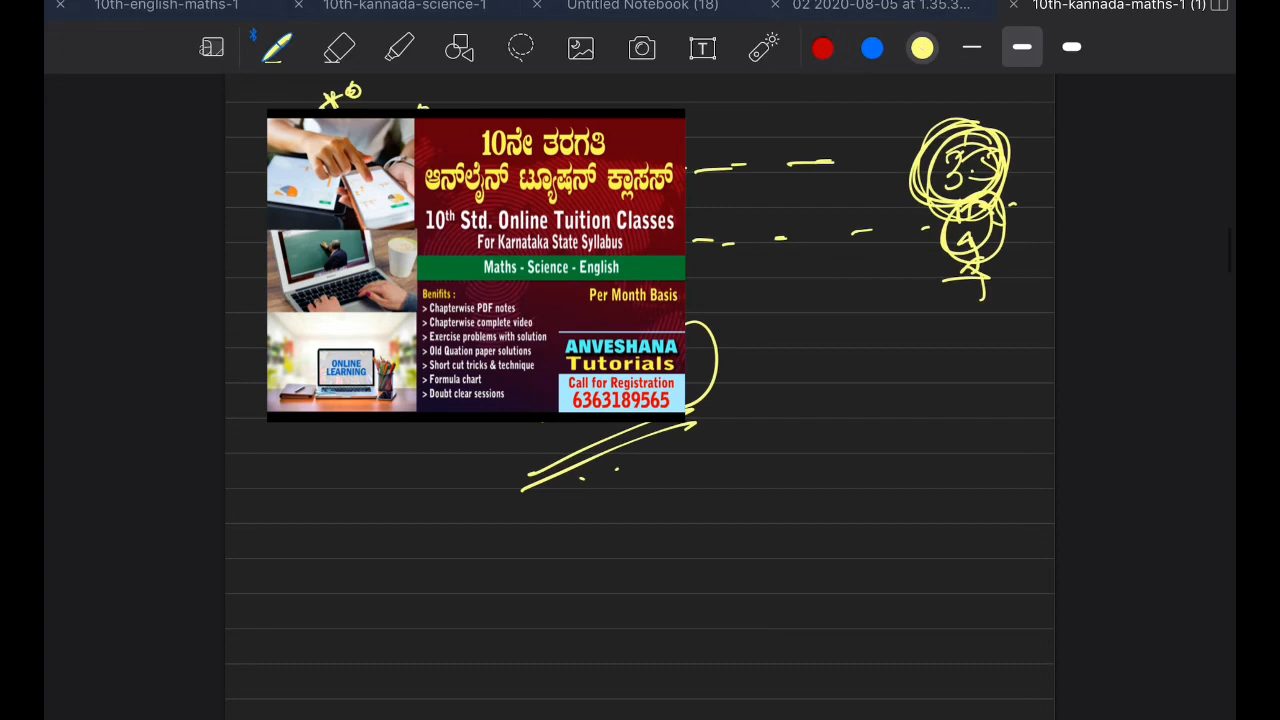 10th-english-maths-1
10th-kannada-science-1
Untitled Notebook (18)
02 2020-08-05 at 1.35.3...
10th-kannada-maths-1 (1)
T
10ನೇ ತರಗತಿ
ಆನ್‌ಲೈನ್ ಟ್ಯೂಷನ್ ಕ್ಲಾಸಸ್
10th Std. Online Tuition Classes
For Karnataka State Syllabus
Maths - Science - English
Benifits :
Per Month Basis
> Chapterwise PDF notes
> Chapterwise complete video
> Exercise problems with solution
> Old Quation paper solutions
> Short cut tricks & technique
> Formula chart
> Doubt clear sessions
ANVESHANA
Tutorials
Call for Registration
6363189565
ONLINE
LEARNING